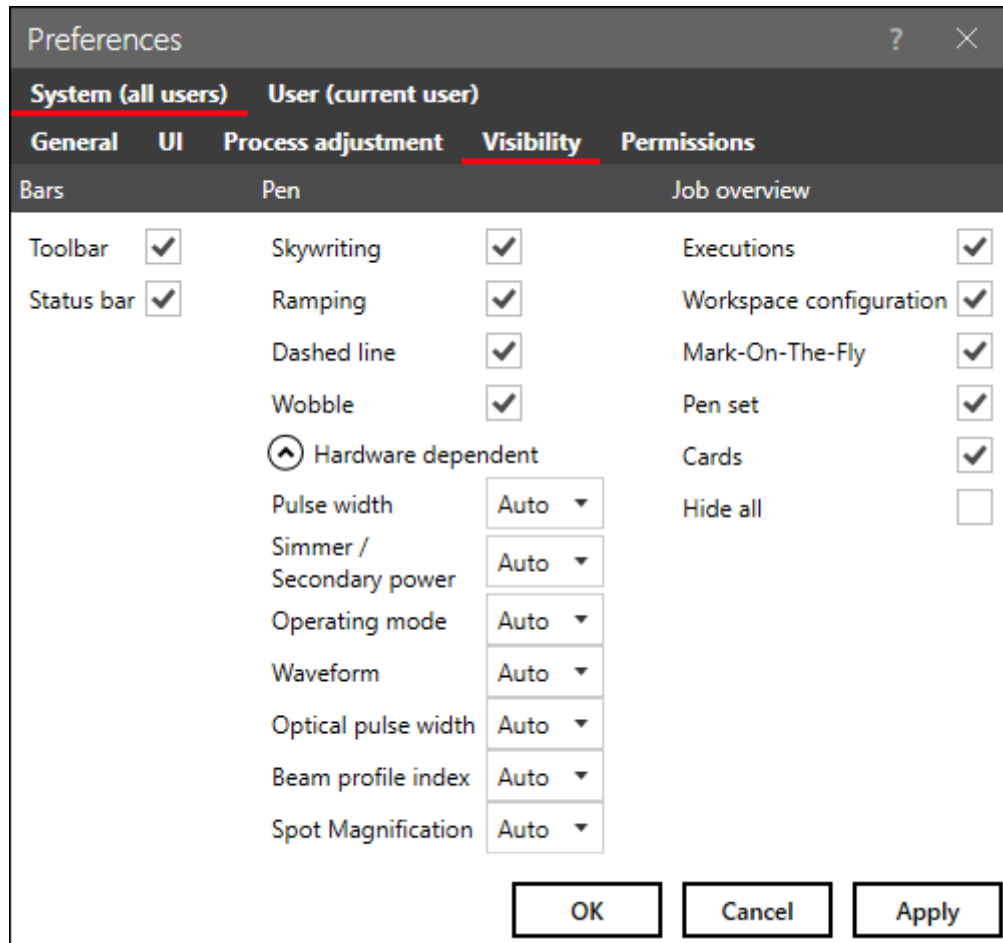 Preferences ?
System (all users) User (current user)
General UI Process adjustment Visibility Permissions
Bars Pen Job overview
Toolbar Skywriting Executions
Status bar Ramping Workspace configuration
Dashed line Mark-On-The-Fly
Wobble Pen set
Hardware dependent Cards
Pulse width Auto Hide all
Simmer /
Secondary power Auto
Operating mode Auto
Waveform Auto
Optical pulse width Auto
Beam profile index Auto
Spot Magnification Auto
OK Cancel Apply